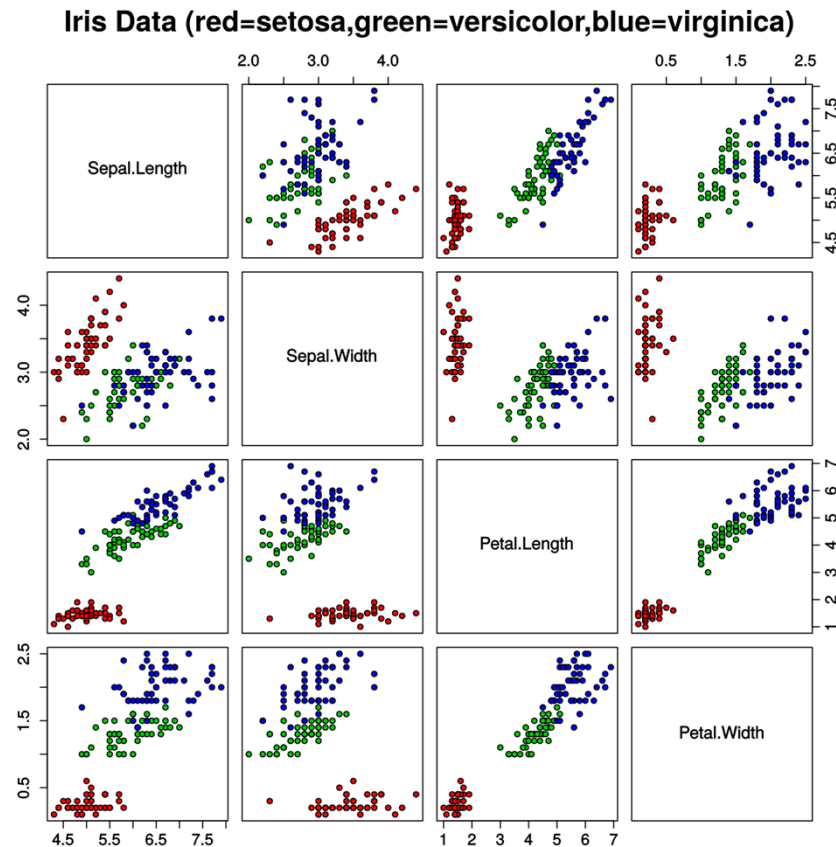 Iris Data (red=setosa,green=versicolor,blue=virginica)
2.0 3.0 4.0
0.5 1.5 2.5
Sepal.Length
4.5 5.5 6.5 7.5
2.0 3.0 4.0
Sepal.Width
Petal.Length
1 2 3 4 5 6 7
0.5 1.5 2.5
Petal.Width
4.5 5.5 6.5 7.5
1 2 3 4 5 6 7